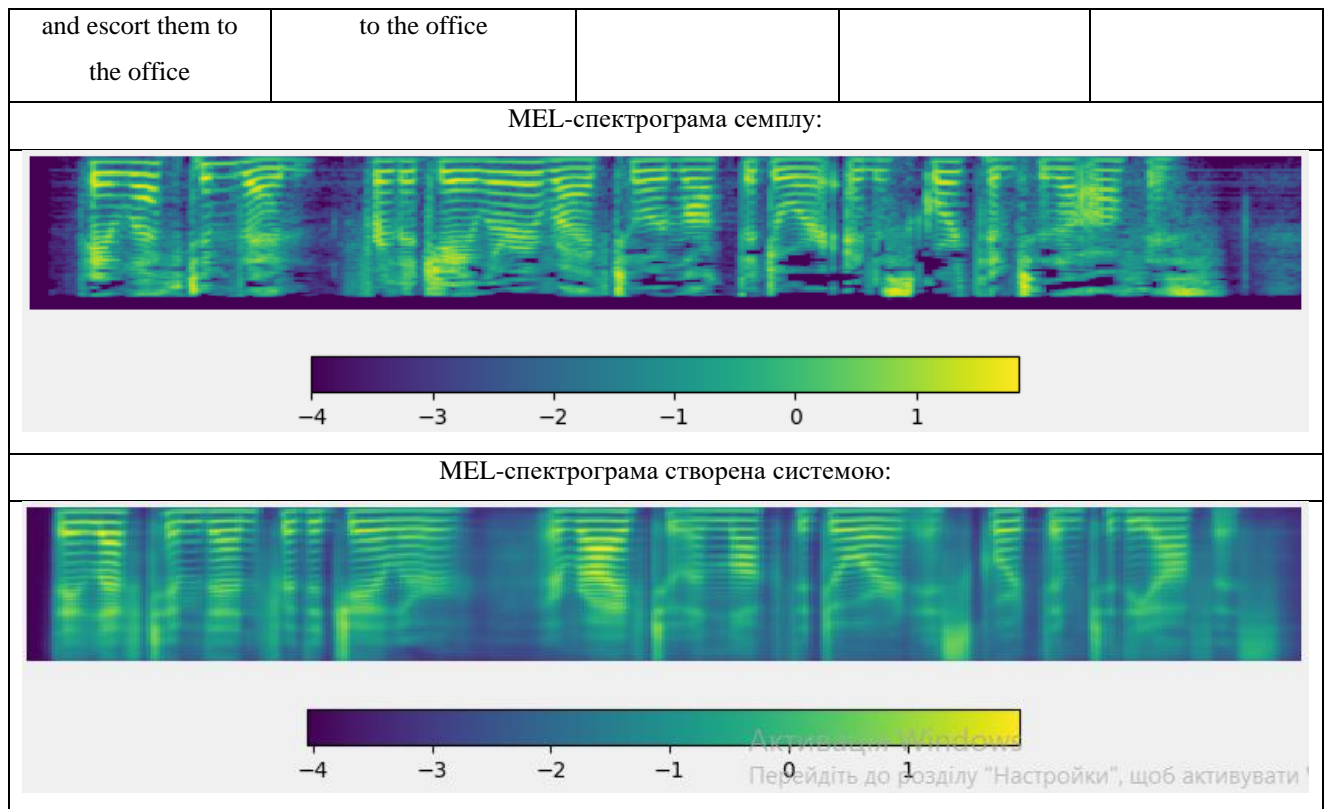 and escort them to
the office
to the office
MEL-спектрограма семплу:
−4 −3 −2 −1 0 1
MEL-спектрограма створена системою:
−4 −3 −2 −1 0 1
Активація Windows
Перейдіть до розділу "Настройки", щоб активувати